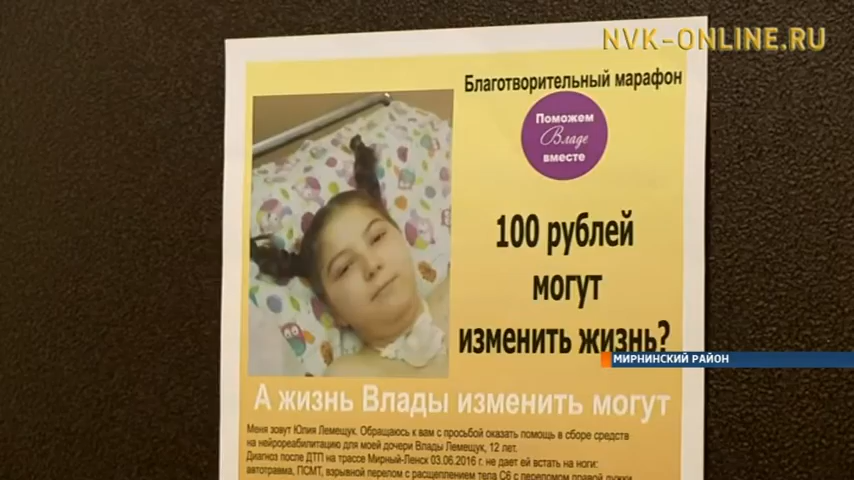 NVK-ONLINE.RU
Благотворительный марафон
Поможем
Владе
вместе
100 рублей
могут
изменить жизнь?
МИРНИНСКИЙ РАЙОН
А жизнь Влады изменить могут
Меня зовут Юлия Лемещук. Обращаюсь к вам с просьбой оказать помощь в сборе средств
на нейрореабилитацию для моей дочери Влады Лемещук, 12 лет.
Диагноз после ДТП на трассе Мирный-Ленск 03.06.2016 г. не дает ей встать на ноги:
автотравма, ПСМТ, взрывной перелом с расщеплением тела С6 с переломом правой дужки